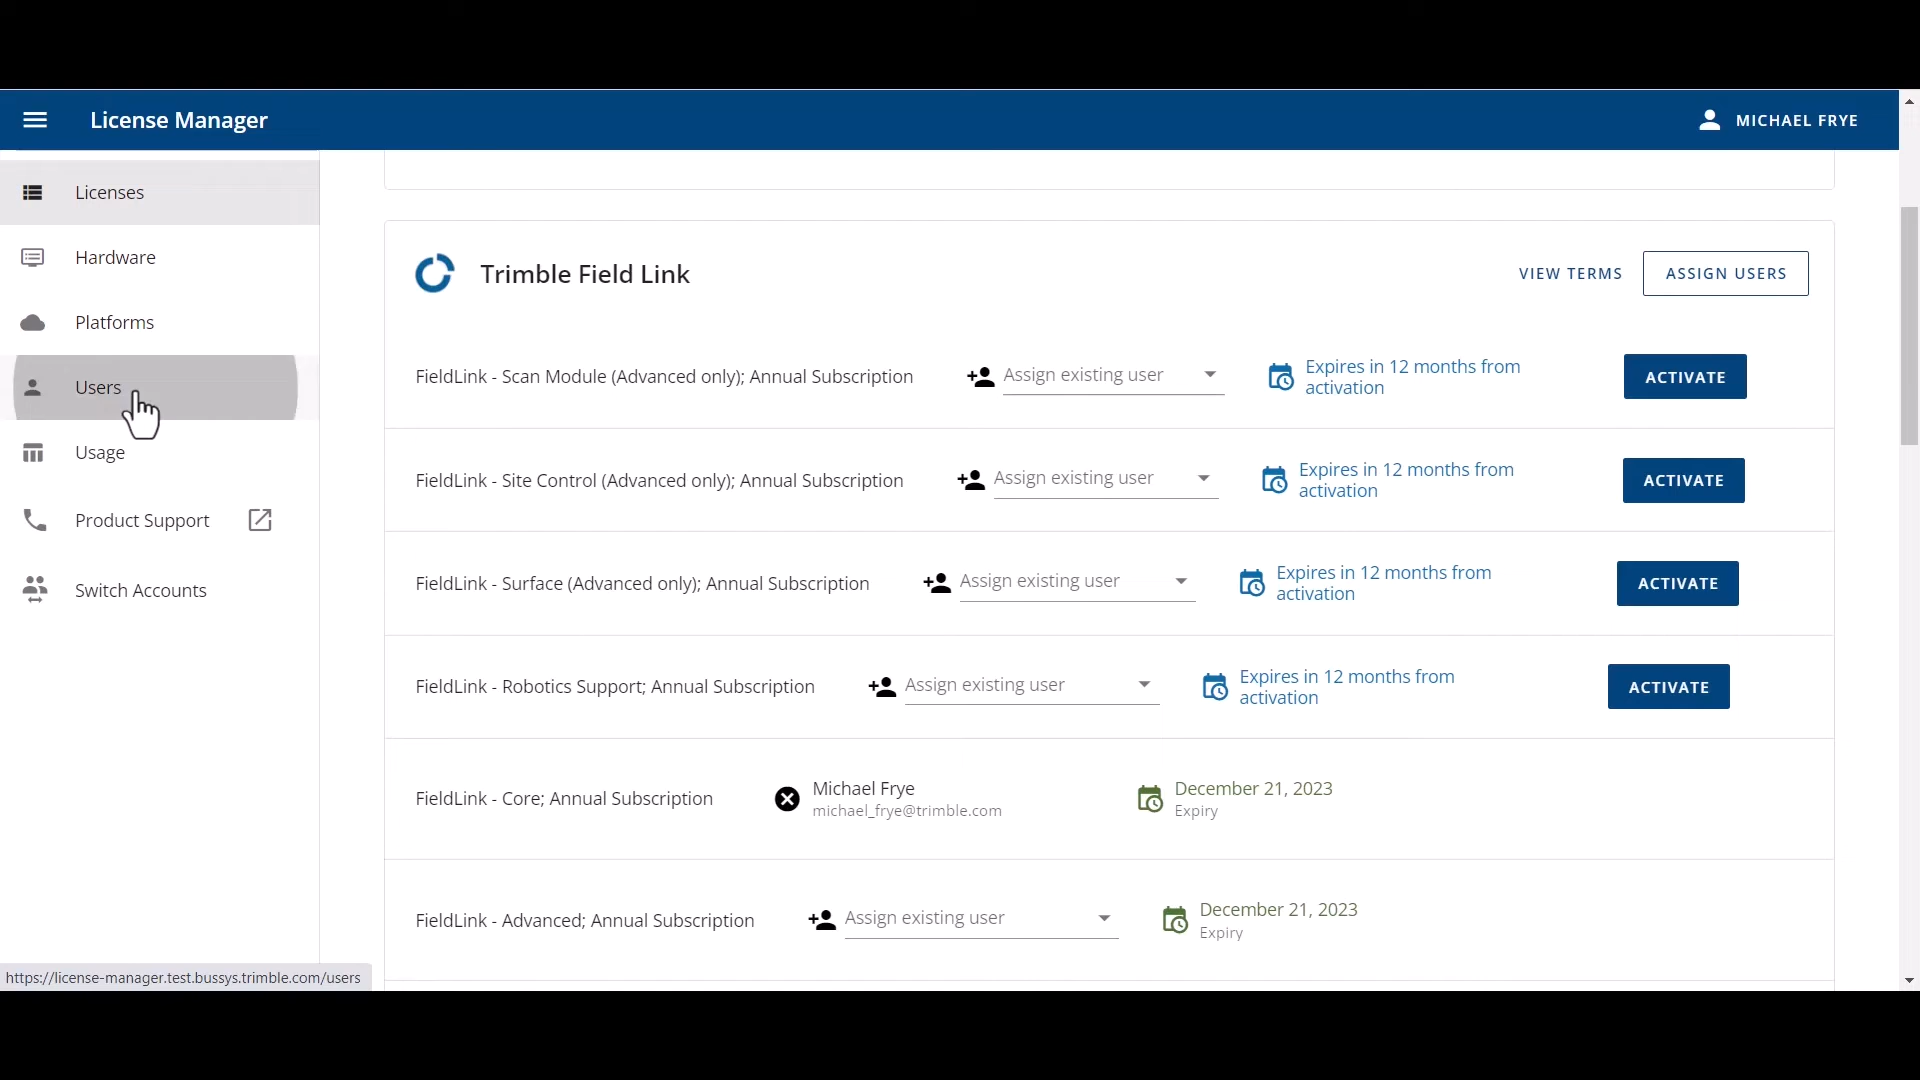 License Manager
MICHAEL FRYE
Licenses
Hardware
Platforms
Users
Usage
Product Support
Switch Accounts
Trimble Field Link
VIEW TERMS
ASSIGN USERS
FieldLink - Scan Module (Advanced only); Annual Subscription
Assign existing user
Expires in 12 months from
activation
ACTIVATE
FieldLink - Site Control (Advanced only); Annual Subscription
Assign existing user
Expires in 12 months from
activation
ACTIVATE
FieldLink - Surface (Advanced only); Annual Subscription
Assign existing user
Expires in 12 months from
activation
ACTIVATE
FieldLink - Robotics Support; Annual Subscription
Assign existing user
Expires in 12 months from
activation
ACTIVATE
FieldLink - Core; Annual Subscription
Michael Frye
michael_frye@trimble.com
December 21, 2023
Expiry
FieldLink - Advanced; Annual Subscription
Assign existing user
December 21, 2023
Expiry
https://license-manager.test.bussys.trimble.com/users